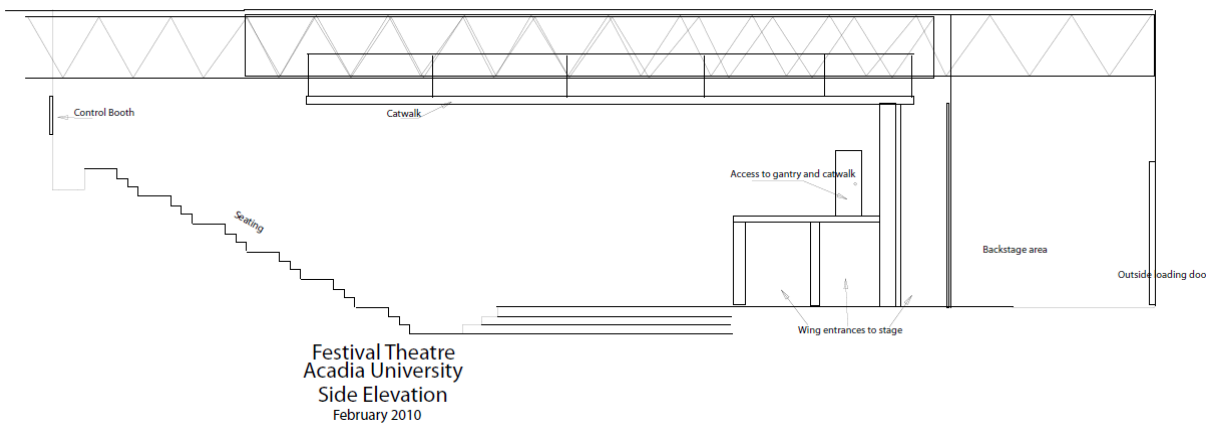 Control Booth
Catwalk
Access to gantry and catwalk
Seating
Backstage area
Outside loading doo
Wing entrances to stage
Festival Theatre
Acadia University
Side Elevation
February 2010